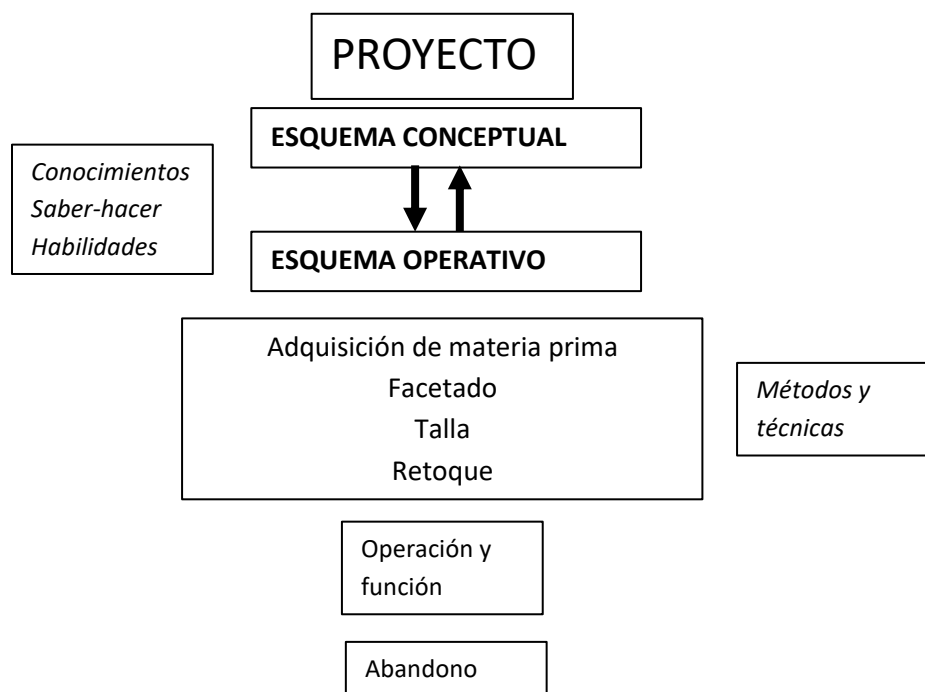 PROYECTO
ESQUEMA CONCEPTUAL
Conocimientos
Saber-hacer
Habilidades
ESQUEMA OPERATIVO
Adquisición de materia prima
Facetado
Talla
Retoque
Métodos y
técnicas
Operación y
función
Abandono